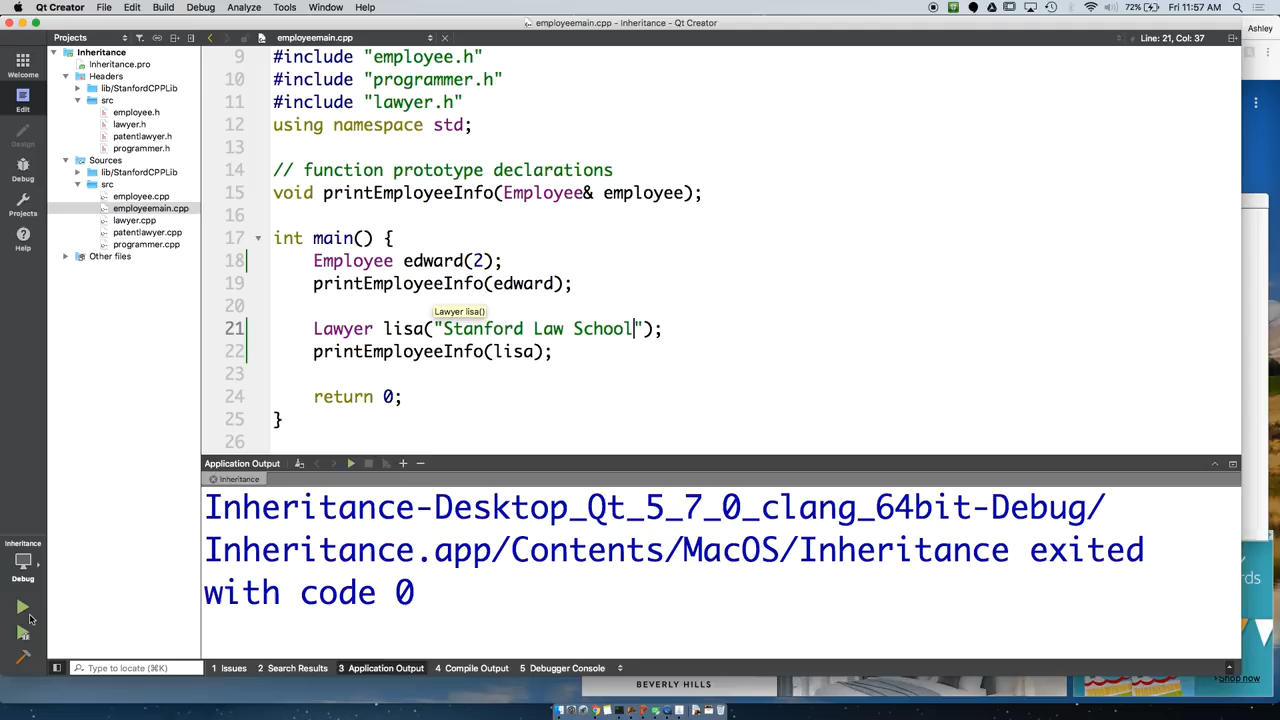 Qt Creator File Edit Build Debug Analyze Tools Window Help 72% Fri 11:57 AM
employeemain.cpp - Inheritance - Qt Creator
Ashley
Projects employeemain.cpp Line: 21, Col: 37
Welcome
Edit
Design
Debug
Projects
Help
Inheritance
Inheritance.pro
Headers
lib/StanfordCPPLib
src
employee.h
lawyer.h
patentlawyer.h
programmer.h
Sources
lib/StanfordCPPLib
src
employee.cpp
employeemain.cpp
lawyer.cpp
patentlawyer.cpp
programmer.cpp
Other files
9 #include "employee.h"
10 #include "programmer.h"
11 #include "lawyer.h"
12 using namespace std;
13
14 // function prototype declarations
15 void printEmployeeInfo(Employee& employee);
16
17 int main() {
18 Employee edward(2);
19 printEmployeeInfo(edward);
20
Lawyer lisa()
21 Lawyer lisa("Stanford Law School");
22 printEmployeeInfo(lisa);
23
24 return 0;
25 }
26
Application Output
Inheritance
Inheritance-Desktop_Qt_5_7_0_clang_64bit-Debug/
Inheritance.app/Contents/MacOS/Inheritance exited
with code 0
Inheritance
Debug
Type to locate (⌘K) 1 Issues 2 Search Results 3 Application Output 4 Compile Output 5 Debugger Console
rds
Shop now
BEVERLY HILLS